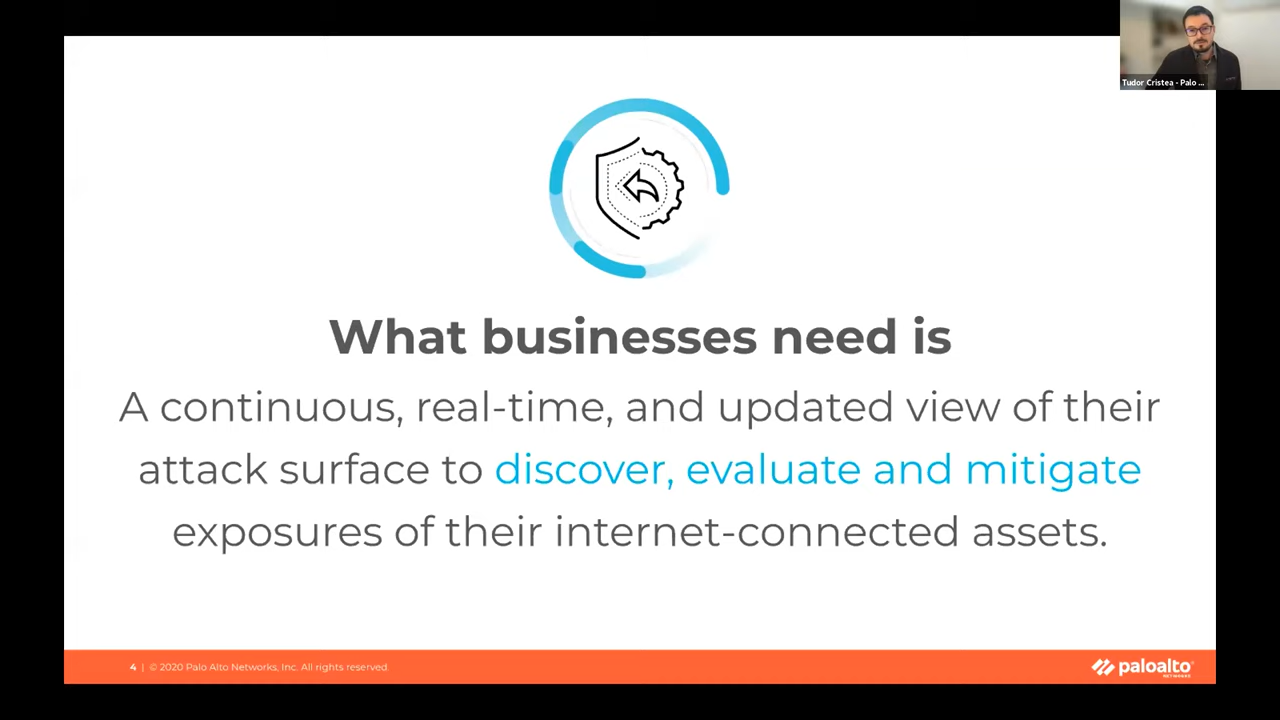 Tudor Cristea - Palo ...
What businesses need is
A continuous, real-time, and updated view of their
attack surface to discover, evaluate and mitigate
exposures of their internet-connected assets.
4 | © 2020 Palo Alto Networks, Inc. All rights reserved.
paloalto
NETWORKS